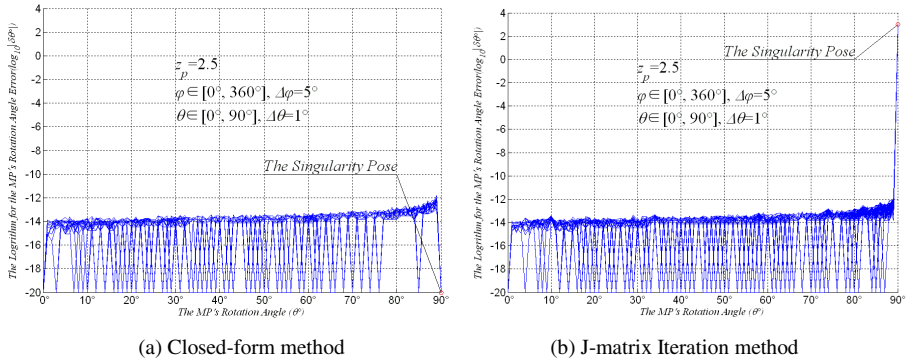 The Logrithm for the MP's Rotation Angle Error(log10|δθ°|)
4
2
0
-2
-4
-6
-8
-10
-12
-14
-16
-18
-20
z_p=2.5
φ∈[0°, 360°], Δφ=5°
θ∈[0°, 90°], Δθ=1°
The Singularity Pose
0° 10° 20° 30° 40° 50° 60° 70° 80° 90°
The MP's Rotation Angle (θ°)
(a) Closed-form method
The Logrithm for the MP's Rotation Angle Error(log10|δθ°|)
4
2
0
-2
-4
-6
-8
-10
-12
-14
-16
-18
-20
The Singularity Pose
z_p=2.5
φ∈[0°, 360°], Δφ=5°
θ∈[0°, 90°], Δθ=1°
0° 10° 20° 30° 40° 50° 60° 70° 80° 90°
The MP's Rotation Angle (θ°)
(b) J-matrix Iteration method